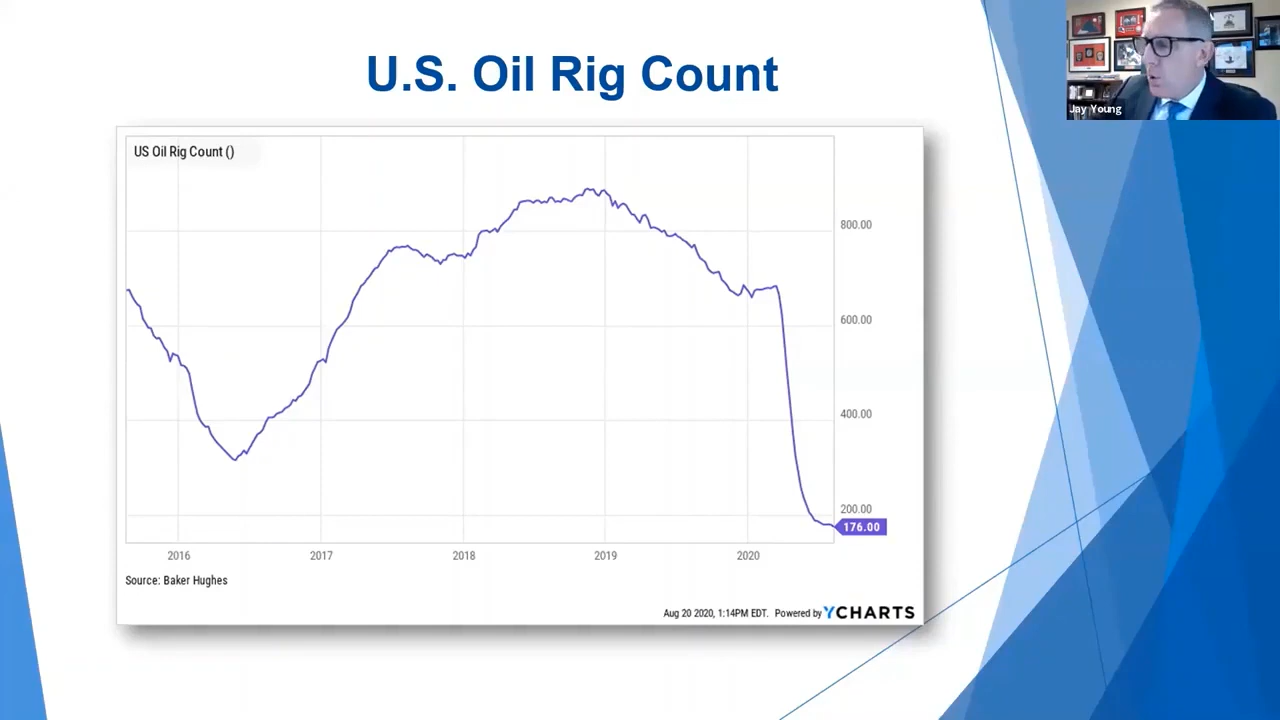 U.S. Oil Rig Count
Jay Young
US Oil Rig Count ()
800.00
600.00
400.00
200.00
176.00
2016 2017 2018 2019 2020
Source: Baker Hughes
Aug 20 2020, 1:14PM EDT. Powered by YCHARTS